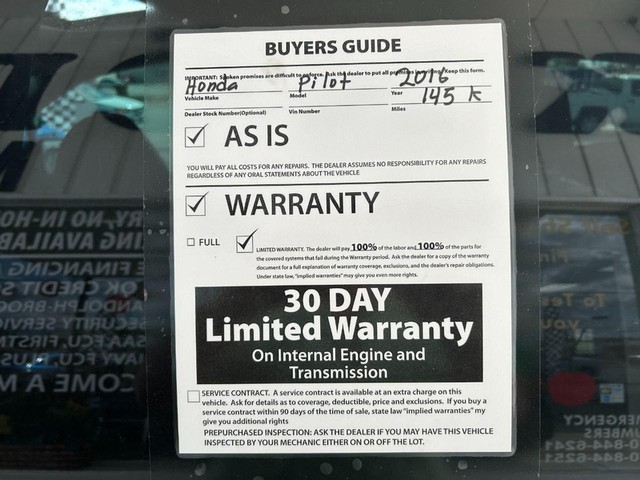 BUYERS GUIDE
IMPORTANT: Spoken promises are difficult to enforce. Ask the dealer to put all promises in writing. Keep this form.
Honda Pilot 2016
Vehicle Make Model Year
145 K
Dealer Stock Number(Optional) Vin Number Miles
AS IS
YOU WILL PAY ALL COSTS FOR ANY REPAIRS. THE DEALER ASSUMES NO RESPONSIBILITY FOR ANY REPAIRS
REGARDLESS OF ANY ORAL STATEMENTS ABOUT THE VEHICLE
WARRANTY
FULL
LIMITED WARRANTY. The dealer will pay 100% of the labor and 100% of the parts for
the covered systems that fail during the Warranty period. Ask the dealer for a copy of the warranty
document for a full explanation of warranty coverage, exclusions, and the dealer's repair obligations.
Under state law, "implied warranties" may give you even more rights.
30 DAY
Limited Warranty
On Internal Engine and
Transmission
SERVICE CONTRACT. A service contract is available at an extra charge on this
vehicle. Ask for details as to coverage, deductible, price and exclusions. If you buy a
service contract within 90 days of the time of sale, state law "implied warranties" my
give you additional rights
PREPURCHASED INSPECTION: ASK THE DEALER IF YOU MAY HAVE THIS VEHICLE
INSPECTED BY YOUR MECHANIC EITHER ON OR OFF THE LOT.